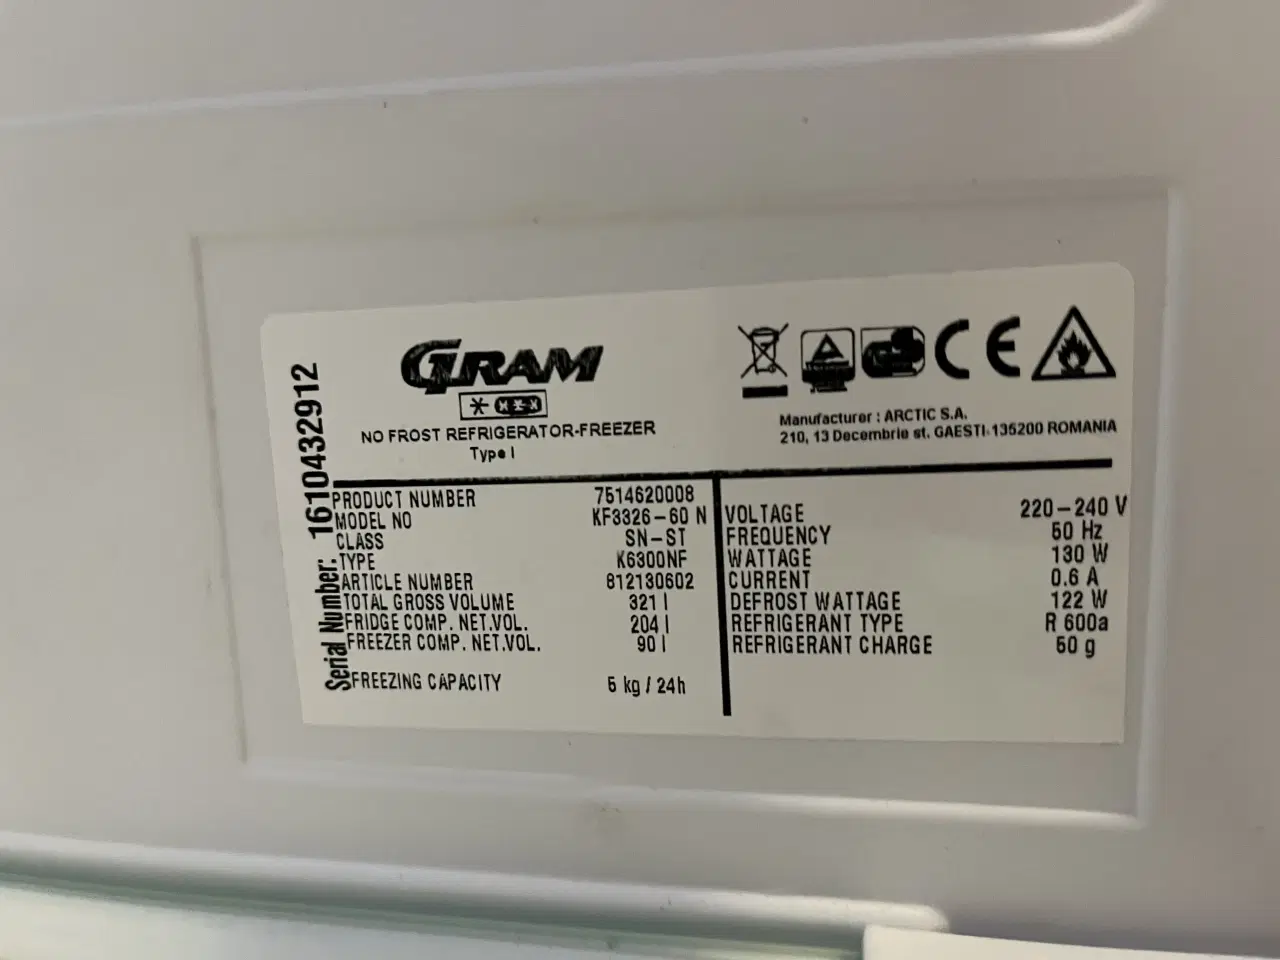 GRAM
NO FROST REFRIGERATOR-FREEZER
Type I
Manufacturer : ARCTIC S.A.
210, 13 Decembrie st. GAESTI-135200 ROMANIA
Serial Number: 1610432912
PRODUCT NUMBER 7514620008
MODEL NO KF3326-60 N
CLASS SN-ST
TYPE K6300NF
ARTICLE NUMBER 812130602
TOTAL GROSS VOLUME 321 l
FRIDGE COMP. NET.VOL. 204 l
FREEZER COMP. NET.VOL. 90 l
FREEZING CAPACITY 5 kg / 24h
VOLTAGE 220-240 V
FREQUENCY 50 Hz
WATTAGE 130 W
CURRENT 0.6 A
DEFROST WATTAGE 122 W
REFRIGERANT TYPE R 600a
REFRIGERANT CHARGE 50 g
CE